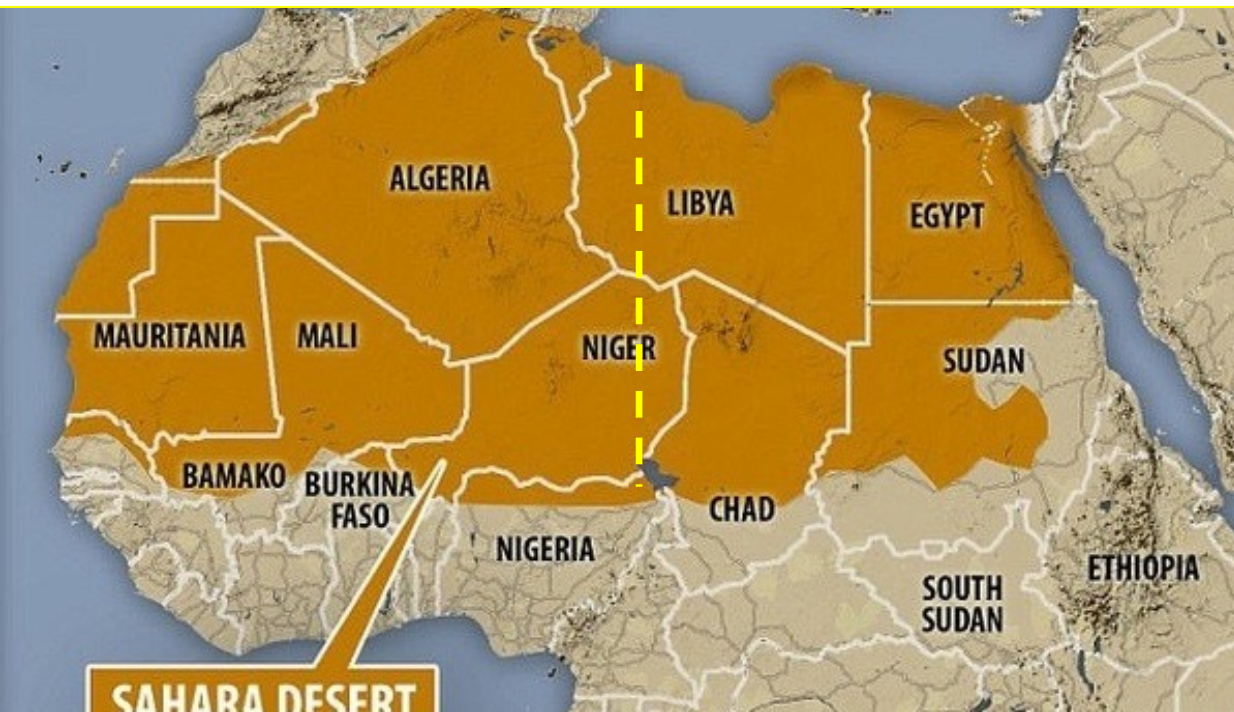 ALGERIA
LIBYA
EGYPT
MAURITANIA
MALI
NIGER
SUDAN
BAMAKO
BURKINA
FASO
CHAD
NIGERIA
ETHIOPIA
SOUTH
SUDAN
SAHARA DESERT